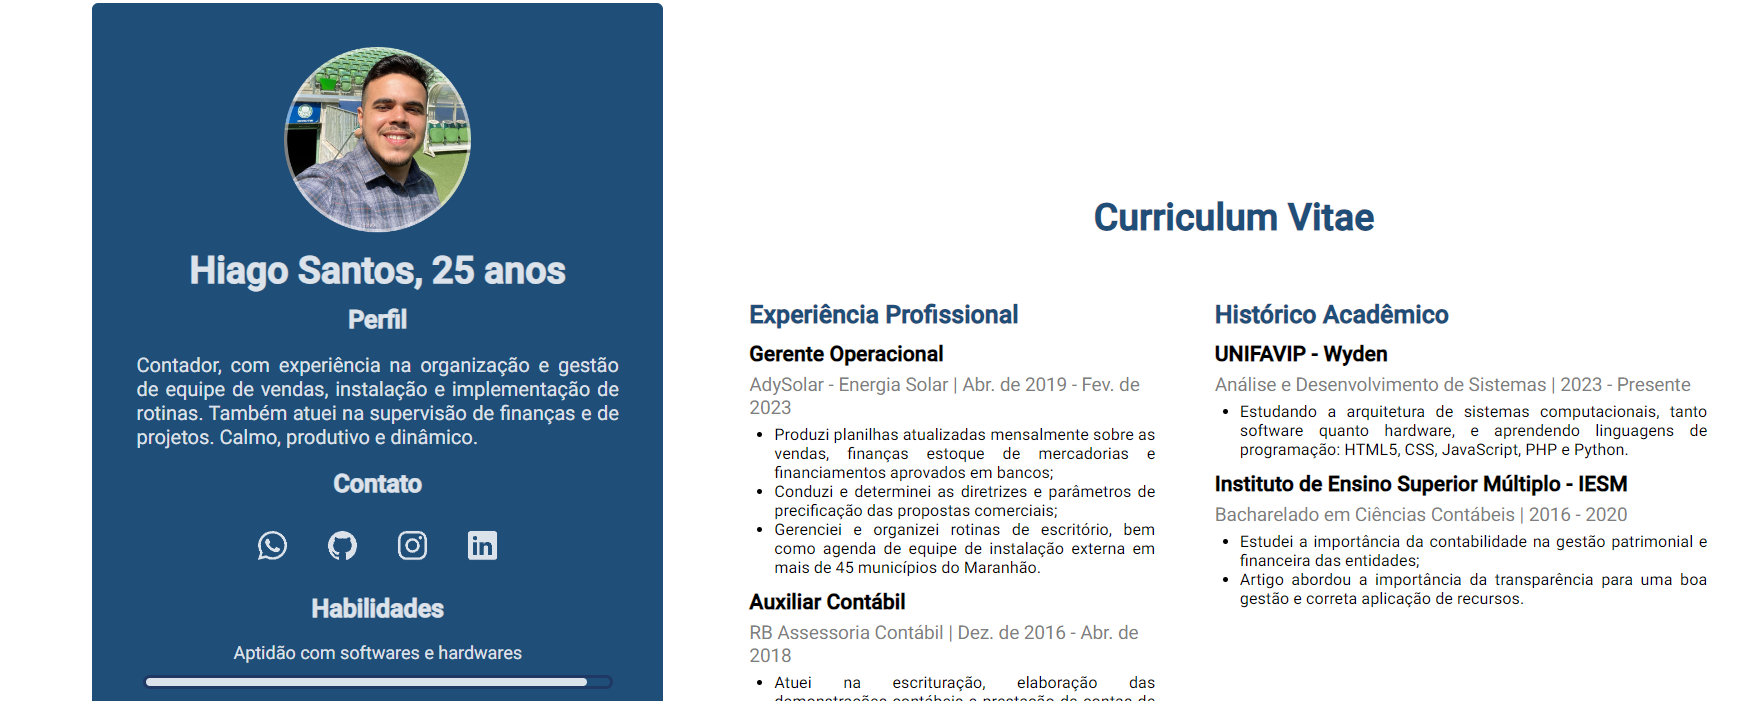 Hiago Santos, 25 anos
Perfil
Contador, com experiência na organização e gestão
de equipe de vendas, instalação e implementação de
rotinas. Também atuei na supervisão de finanças e de
projetos. Calmo, produtivo e dinâmico.
Contato
Habilidades
Aptidão com softwares e hardwares
Curriculum Vitae
Experiência Profissional
Gerente Operacional
AdySolar - Energia Solar | Abr. de 2019 - Fev. de
2023
• Produzi planilhas atualizadas mensalmente sobre as
vendas, finanças estoque de mercadorias e
financiamentos aprovados em bancos;
• Conduzi e determinei as diretrizes e parâmetros de
precificação das propostas comerciais;
• Gerenciei e organizei rotinas de escritório, bem
como agenda de equipe de instalação externa em
mais de 45 municípios do Maranhão.
Auxiliar Contábil
RB Assessoria Contábil | Dez. de 2016 - Abr. de
2018
• Atuei na escrituração, elaboração das
demonstrações contábeis e prestação de contas de
Histórico Acadêmico
UNIFAVIP - Wyden
Análise e Desenvolvimento de Sistemas | 2023 - Presente
• Estudando a arquitetura de sistemas computacionais, tanto
software quanto hardware, e aprendendo linguagens de
programação: HTML5, CSS, JavaScript, PHP e Python.
Instituto de Ensino Superior Múltiplo - IESM
Bacharelado em Ciências Contábeis | 2016 - 2020
• Estudei a importância da contabilidade na gestão patrimonial e
financeira das entidades;
• Artigo abordou a importância da transparência para uma boa
gestão e correta aplicação de recursos.